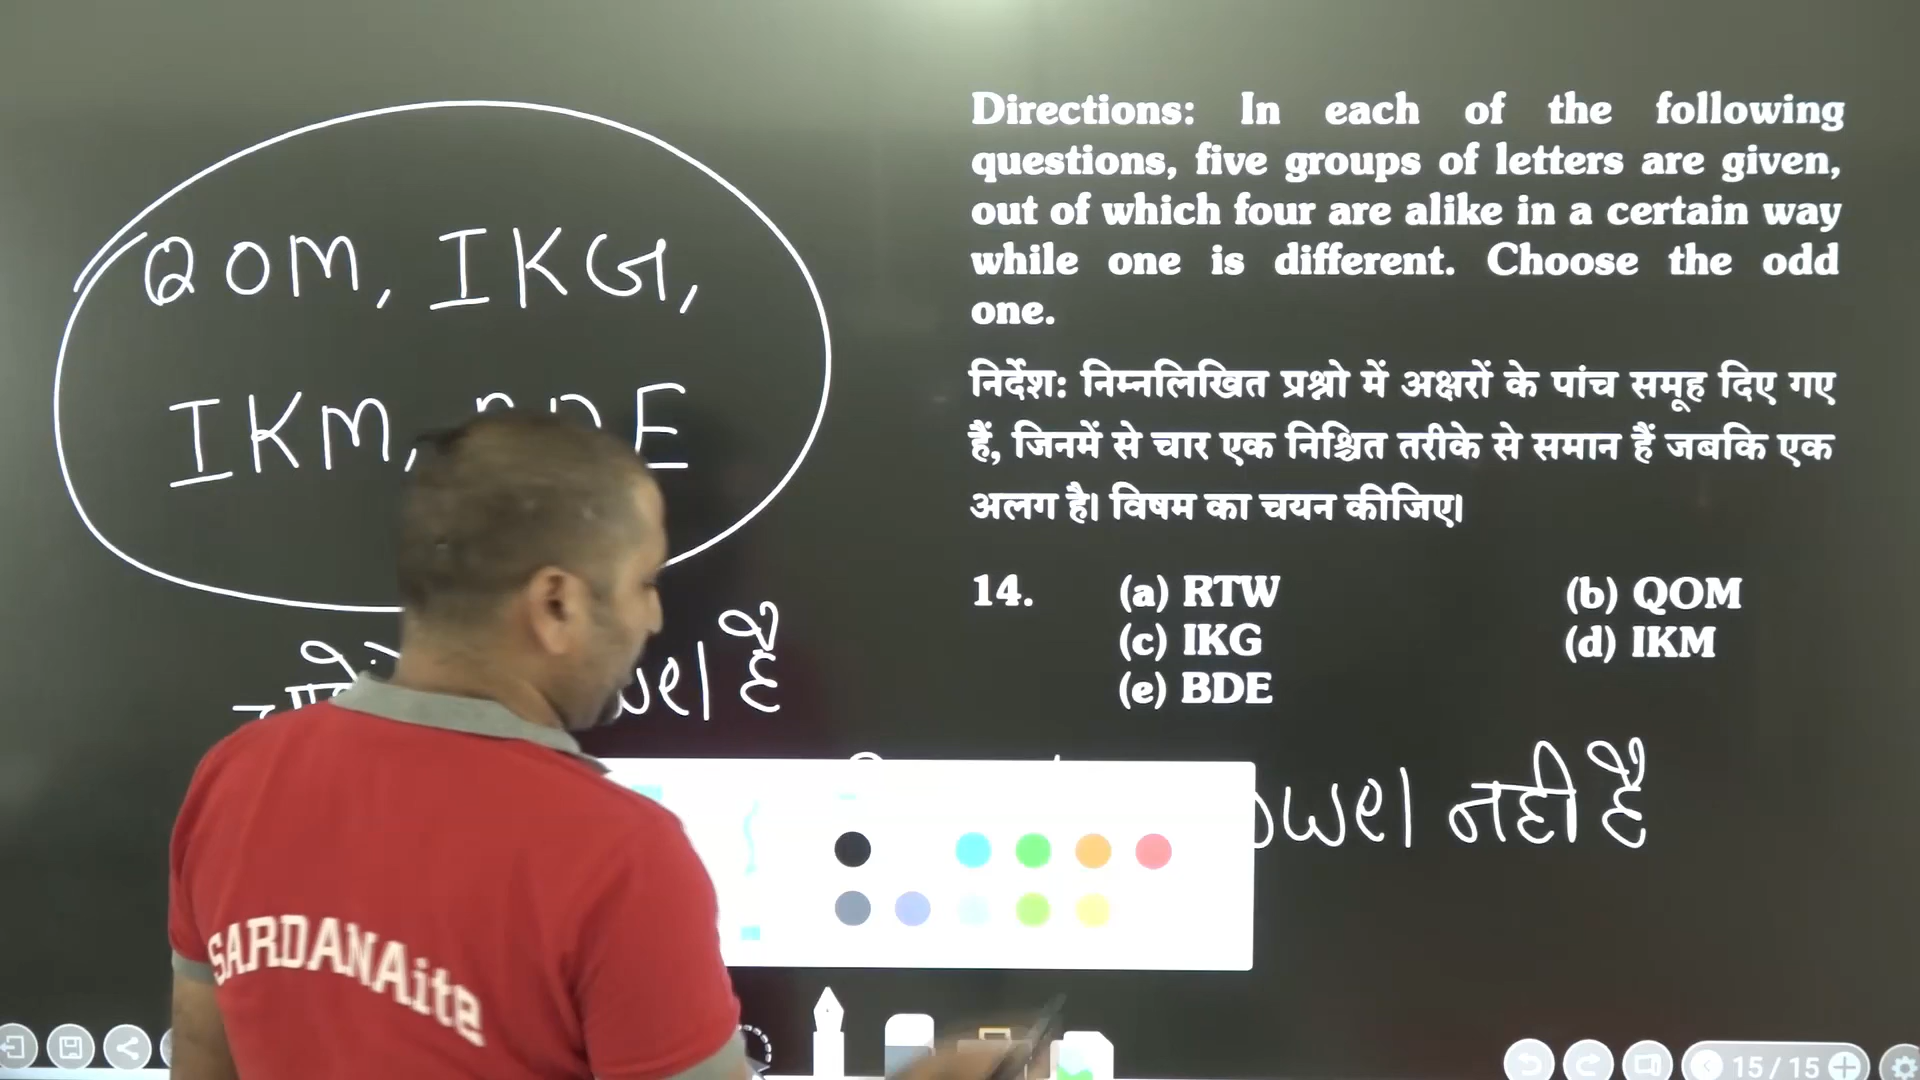 QOM, IKG,
IKM, BDE
है
Directions: In each of the following
questions, five groups of letters are given,
out of which four are alike in a certain way
while one is different. Choose the odd
one.
निर्देश: निम्नलिखित प्रश्नो में अक्षरों के पांच समूह दिए गए
हैं, जिनमें से चार एक निश्चित तरीके से समान हैं जबकि एक
अलग है। विषम का चयन कीजिए।
14. (a) RTW (b) QOM
(c) IKG (d) IKM
(e) BDE
नही है
SARDANAite
15/15